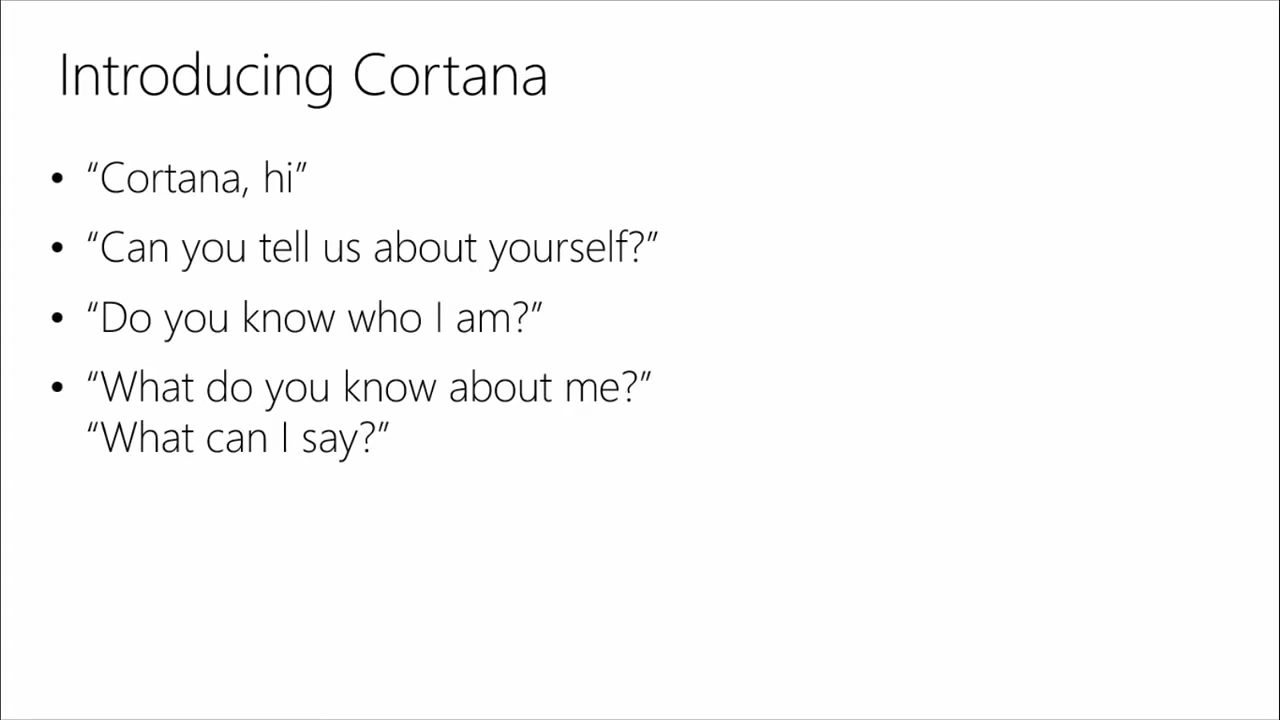 Introducing Cortana
• “Cortana, hi”
• “Can you tell us about yourself?”
• “Do you know who I am?”
• “What do you know about me?”
“What can I say?”